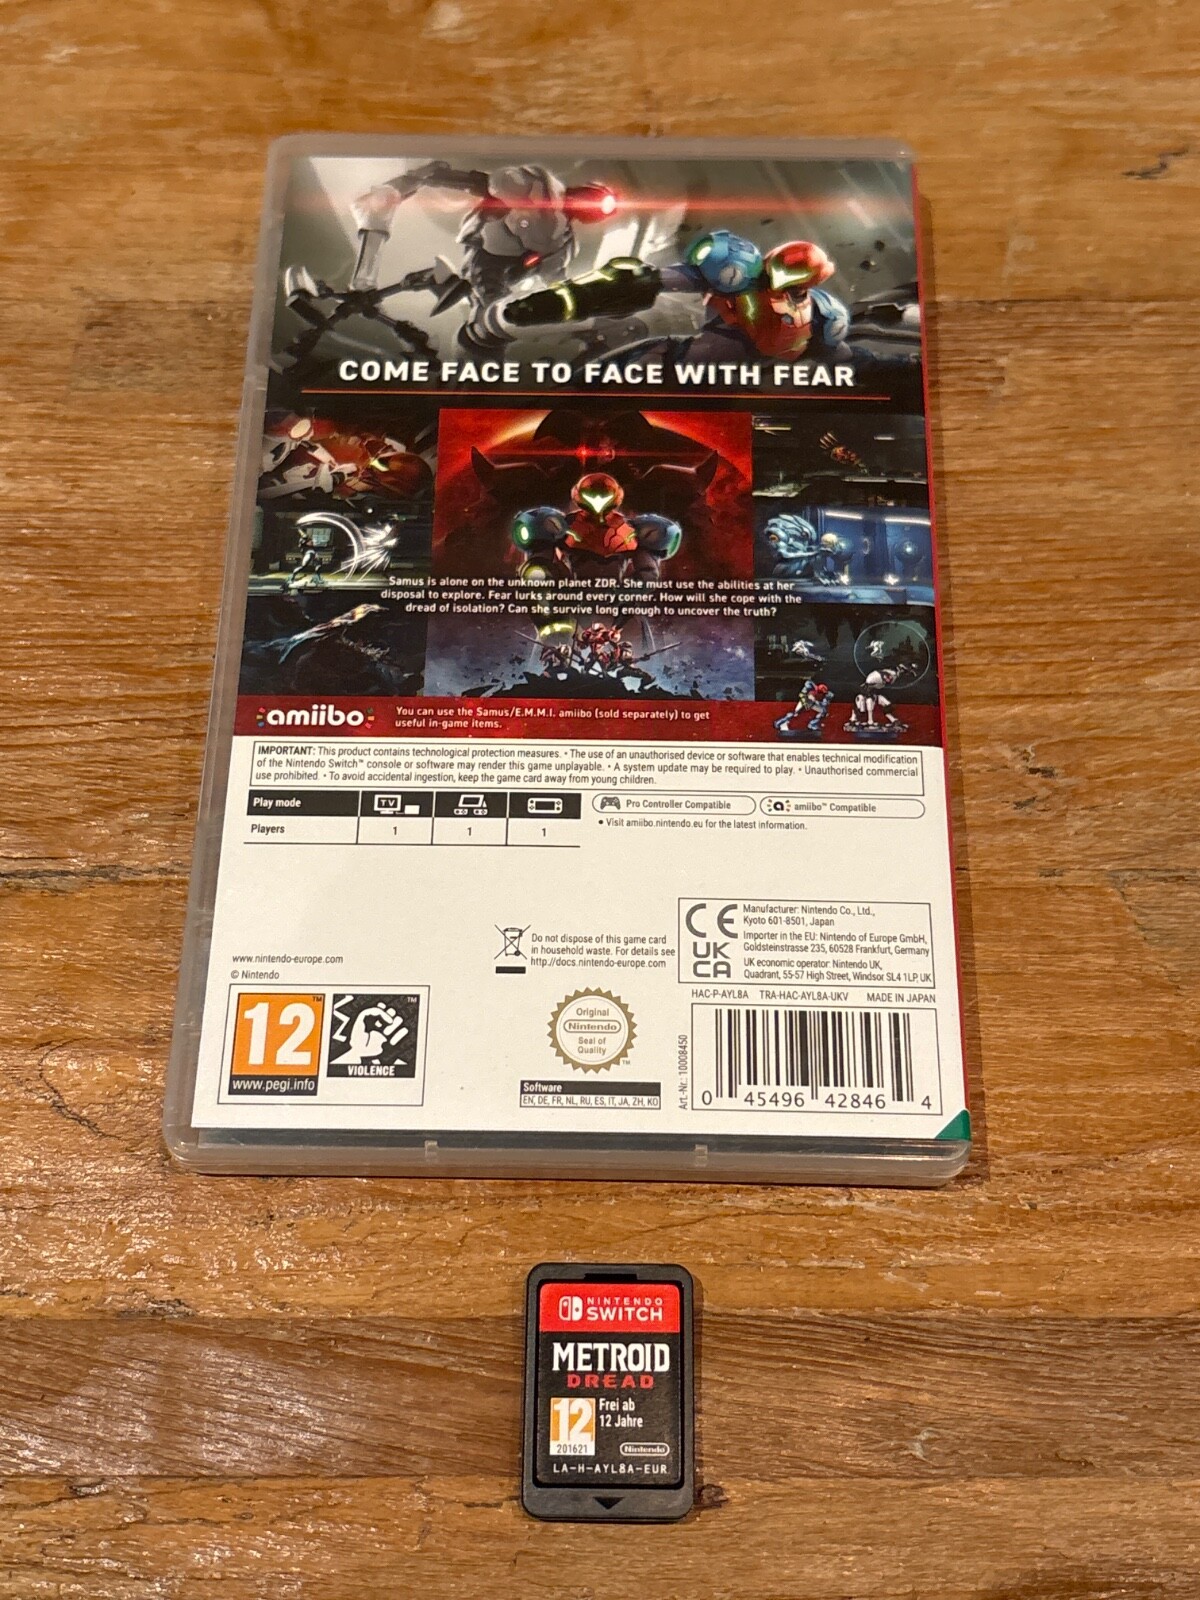 COME FACE TO FACE WITH FEAR
Samus is alone on the unknown planet ZDR. She must use the abilities at her
disposal to explore. Fear lurks around every corner. How will she cope with the
dread of isolation? Can she survive long enough to uncover the truth?
amiibo
You can use the Samus/E.M.M.I. amiibo (sold separately) to get
useful in-game items.
IMPORTANT: This product contains technological protection measures. • The use of an unauthorised device or software that enables technical modification
of the Nintendo Switch™ console or software may render this game unplayable. • A system update may be required to play. • Unauthorised commercial
use prohibited. • To avoid accidental ingestion, keep the game card away from young children.
Play mode TV
Players 1 1 1
Pro Controller Compatible
amiibo™ Compatible
• Visit amiibo.nintendo.eu for the latest information.
www.nintendo-europe.com
© Nintendo
12™
www.pegi.info
™
VIOLENCE
Do not dispose of this game card
in household waste. For details see
http://docs.nintendo-europe.com
Original
Nintendo
Seal of
Quality
™
Software
EN, DE, FR, NL, RU, ES, IT, JA, ZH, KO
CE
UK
CA
Manufacturer: Nintendo Co., Ltd.,
Kyoto 601-8501, Japan
Importer in the EU: Nintendo of Europe GmbH,
Goldsteinstrasse 235, 60528 Frankfurt, Germany
UK economic operator: Nintendo UK,
Quadrant, 55-57 High Street, Windsor SL4 1LP, UK
HAC-P-AYL8A TRA-HAC-AYL8A-UKV MADE IN JAPAN
Art.-Nr.: 10008450
0 45496 42846 4
NINTENDO
SWITCH
METROID
DREAD
12
201621
Frei ab
12 Jahre
Nintendo
LA-H-AYL8A-EUR